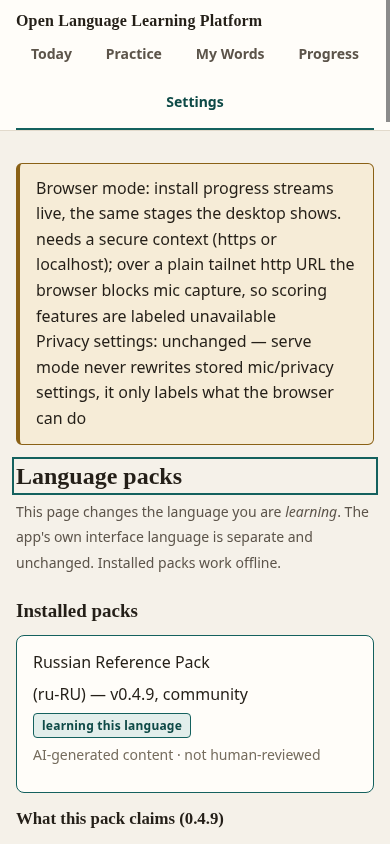 Open Language Learning Platform
Today Practice My Words Progress
Settings
Browser mode: install progress streams
live, the same stages the desktop shows.
needs a secure context (https or
localhost); over a plain tailnet http URL the
browser blocks mic capture, so scoring
features are labeled unavailable
Privacy settings: unchanged — serve
mode never rewrites stored mic/privacy
settings, it only labels what the browser
can do
Language packs
This page changes the language you are learning. The
app's own interface language is separate and
unchanged. Installed packs work offline.
Installed packs
Russian Reference Pack
(ru-RU) — v0.4.9, community
learning this language
AI-generated content · not human-reviewed
What this pack claims (0.4.9)